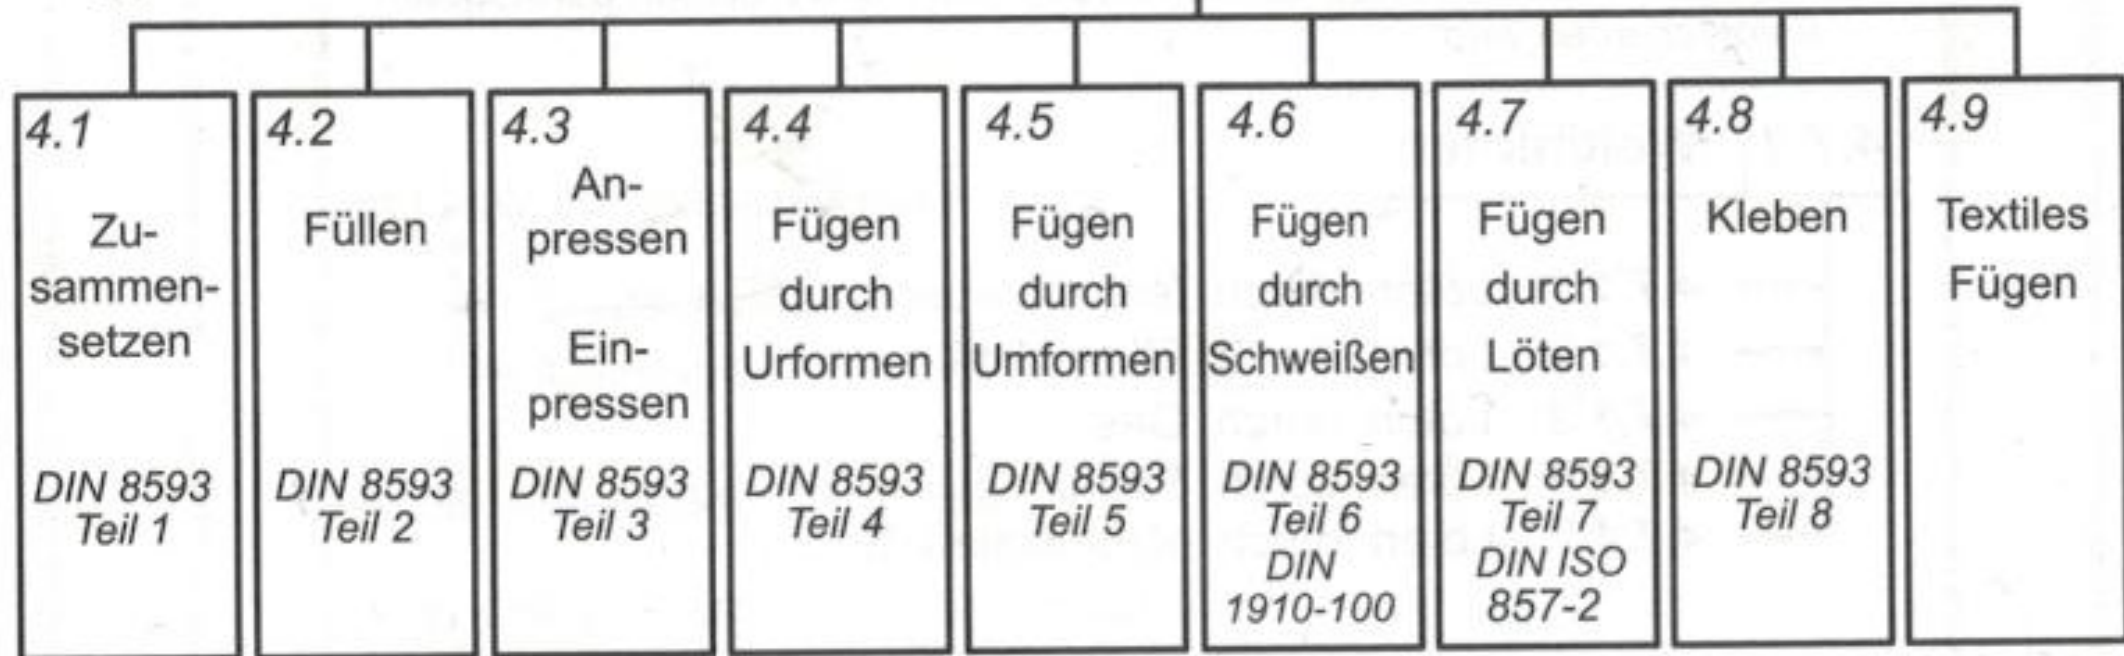 4.1
Zu-
sammen-
setzen
DIN 8593
Teil 1
4.2
Füllen
DIN 8593
Teil 2
4.3
An-
pressen
Ein-
pressen
DIN 8593
Teil 3
4.4
Fügen
durch
Urformen
DIN 8593
Teil 4
4.5
Fügen
durch
Umformen
DIN 8593
Teil 5
4.6
Fügen
durch
Schweißen
DIN 8593
Teil 6
DIN
1910-100
4.7
Fügen
durch
Löten
DIN 8593
Teil 7
DIN ISO
857-2
4.8
Kleben
DIN 8593
Teil 8
4.9
Textiles
Fügen